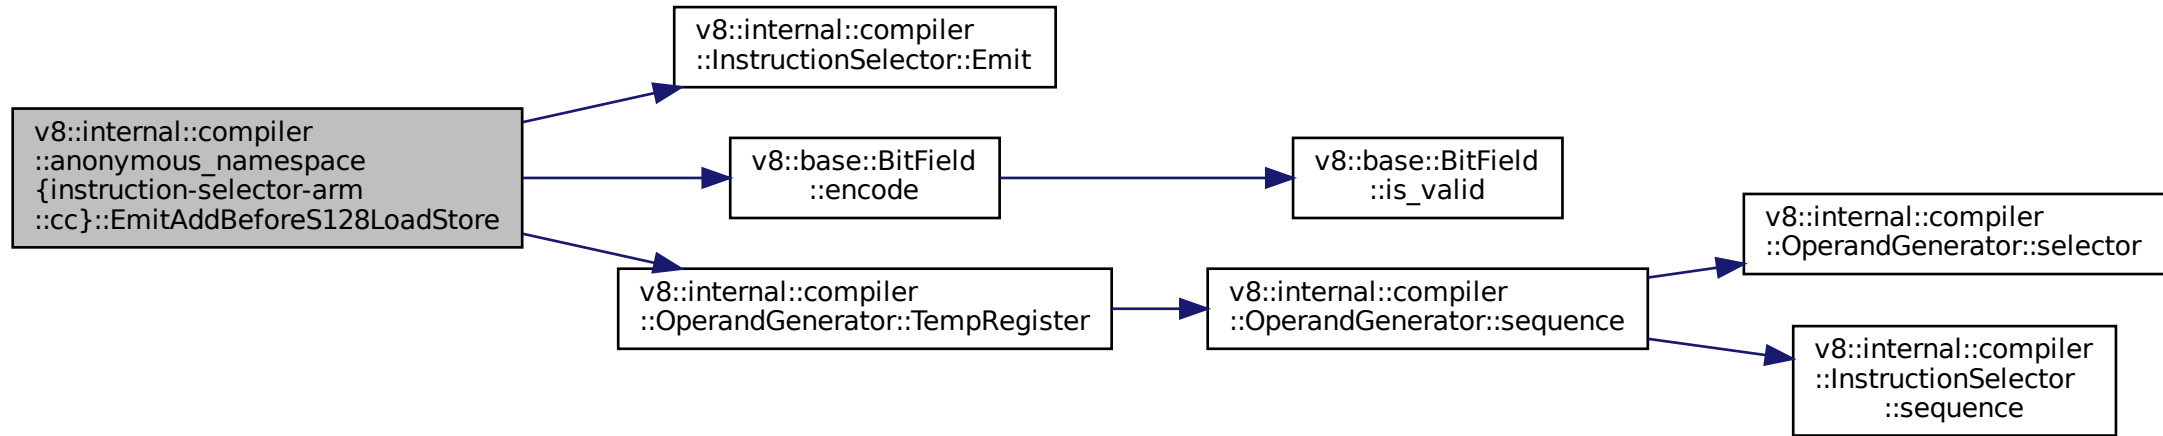 v8::internal::compiler
::InstructionSelector::Emit
v8::internal::compiler
::anonymous_namespace
{instruction-selector-arm
::cc}::EmitAddBeforeS128LoadStore
v8::base::BitField
::encode
v8::base::BitField
::is_valid
v8::internal::compiler
::OperandGenerator::TempRegister
v8::internal::compiler
::OperandGenerator::sequence
v8::internal::compiler
::OperandGenerator::selector
v8::internal::compiler
::InstructionSelector
::sequence